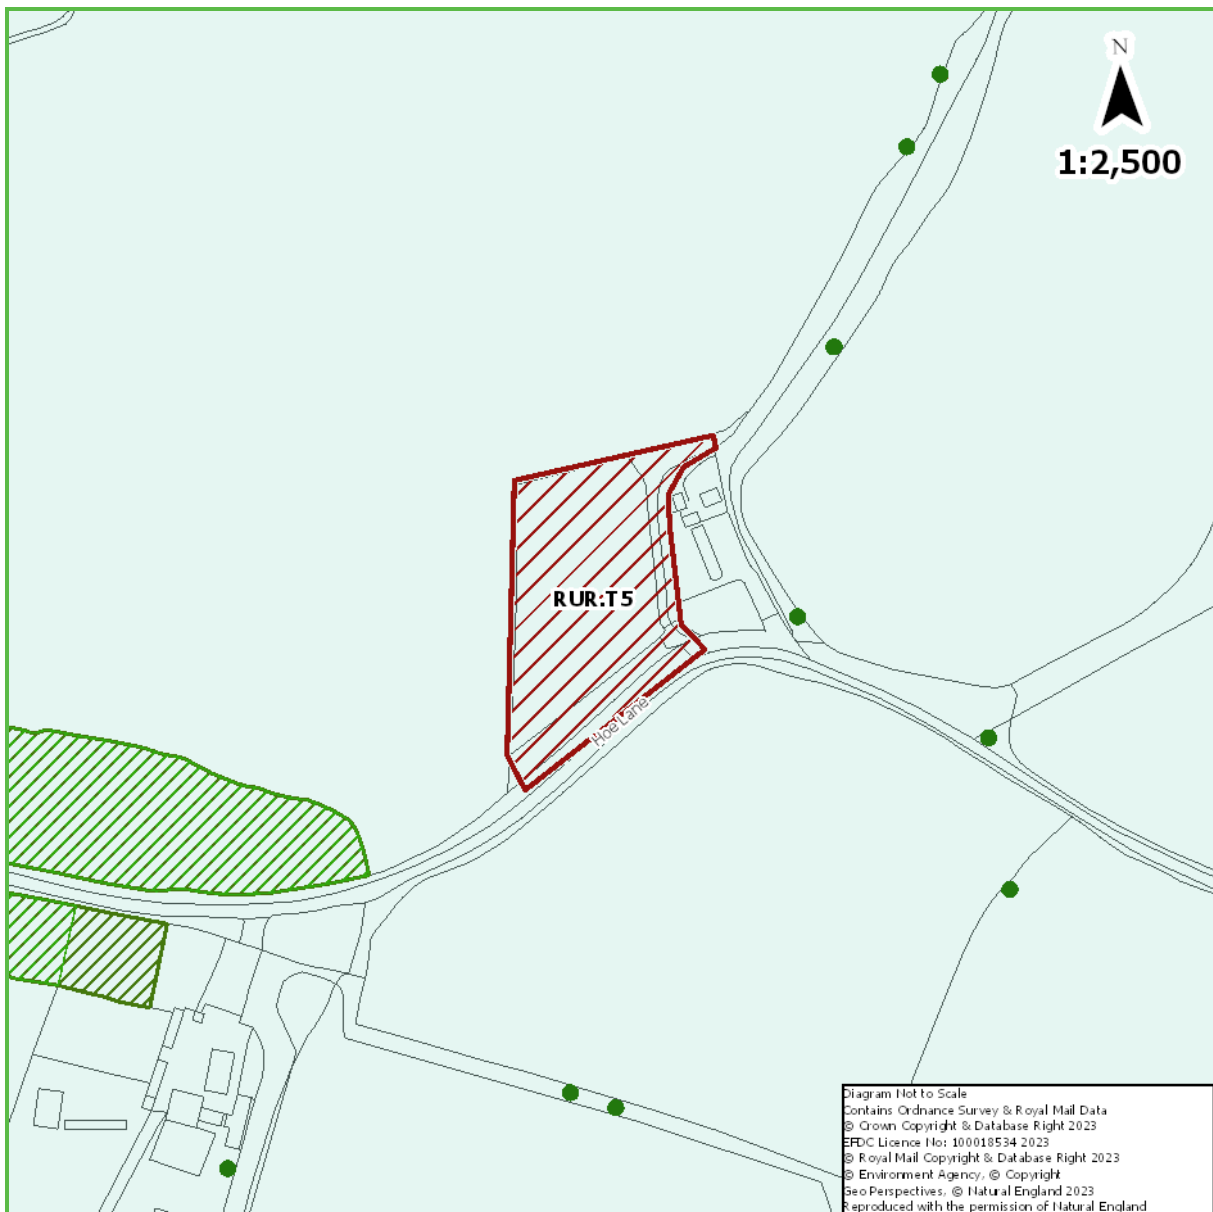 N
1:2,500
RUR.T5
Hoe Lane
Diagram Not to Scale
Contains Ordnance Survey & Royal Mail Data
© Crown Copyright & Database Right 2023
EFDC Licence No: 100018534 2023
© Royal Mail Copyright & Database Right 2023
© Environment Agency, © Copyright
Geo Perspectives, © Natural England 2023
Reproduced with the permission of Natural England